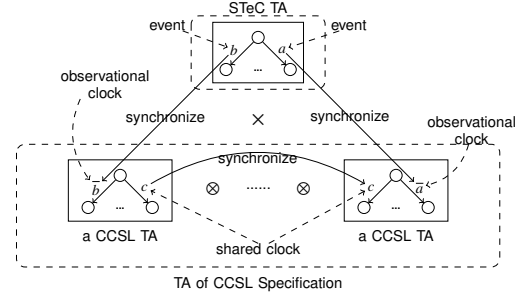 STeC TA
event
event
b
a
...
observational
clock
synchronize
×
synchronize
observational
clock
synchronize
b̅
c
⊗
......
⊗
c
a̅
...
...
a CCSL TA
shared clock
a CCSL TA
TA of CCSL Specification